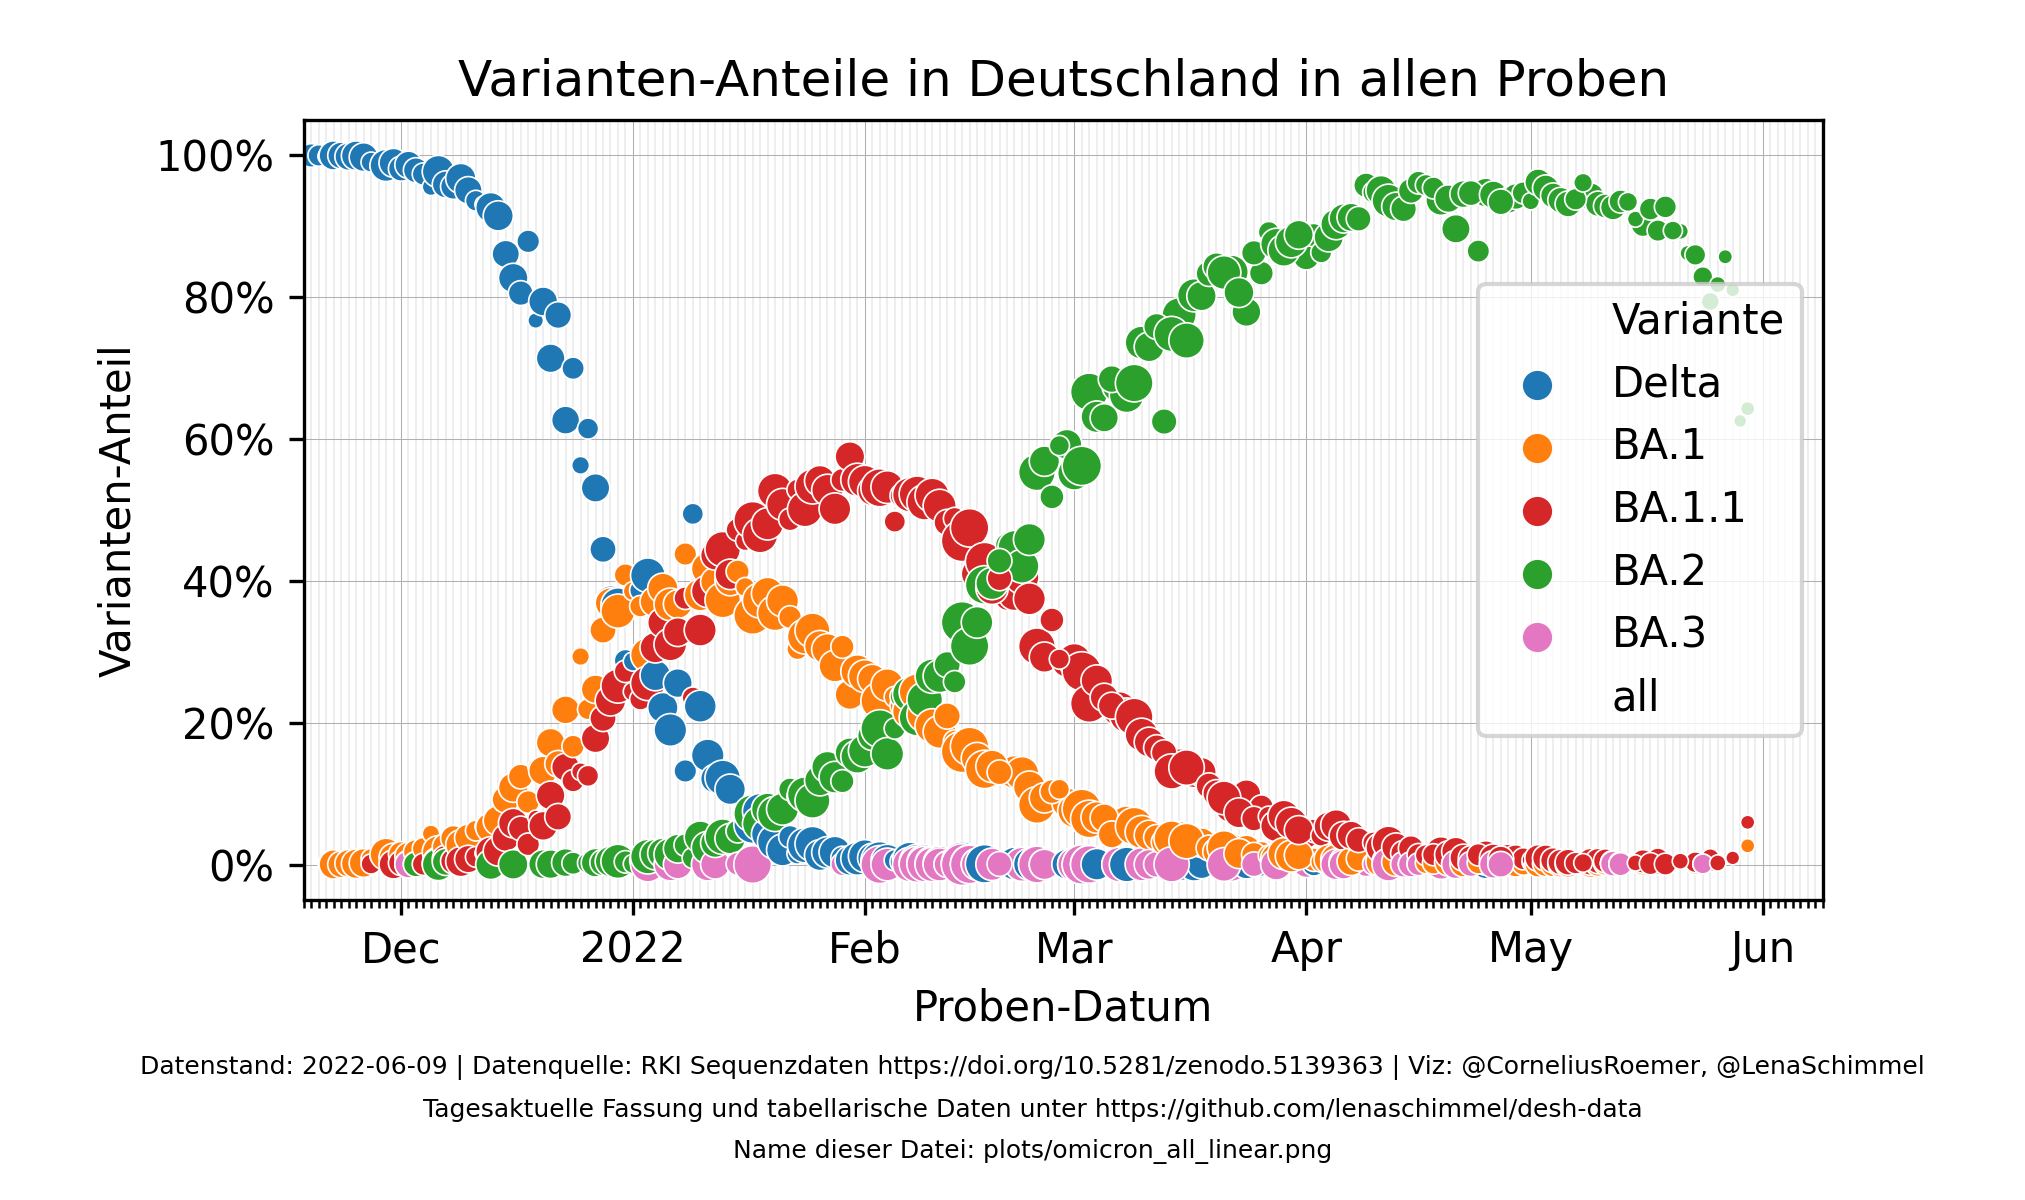 Varianten-Anteile in Deutschland in allen Proben
100%
80%
60%
40%
20%
0%
Varianten-Anteil
Variante
Delta
BA.1
BA.1.1
BA.2
BA.3
all
Dec 2022 Feb Mar Apr May Jun
Proben-Datum
Datenstand: 2022-06-09 | Datenquelle: RKI Sequenzdaten https://doi.org/10.5281/zenodo.5139363 | Viz: @CorneliusRoemer, @LenaSchimmel
Tagesaktuelle Fassung und tabellarische Daten unter https://github.com/lenaschimmel/desh-data
Name dieser Datei: plots/omicron_all_linear.png